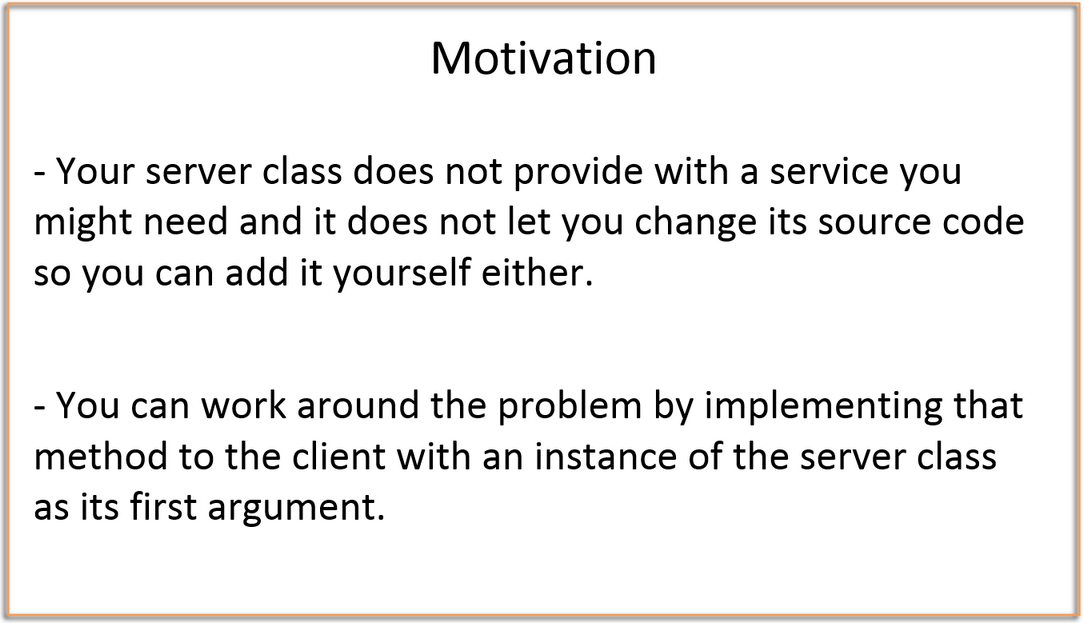 Motivation
- Your server class does not provide with a service you
might need and it does not let you change its source code
so you can add it yourself either.
- You can work around the problem by implementing that
method to the client with an instance of the server class
as its first argument.